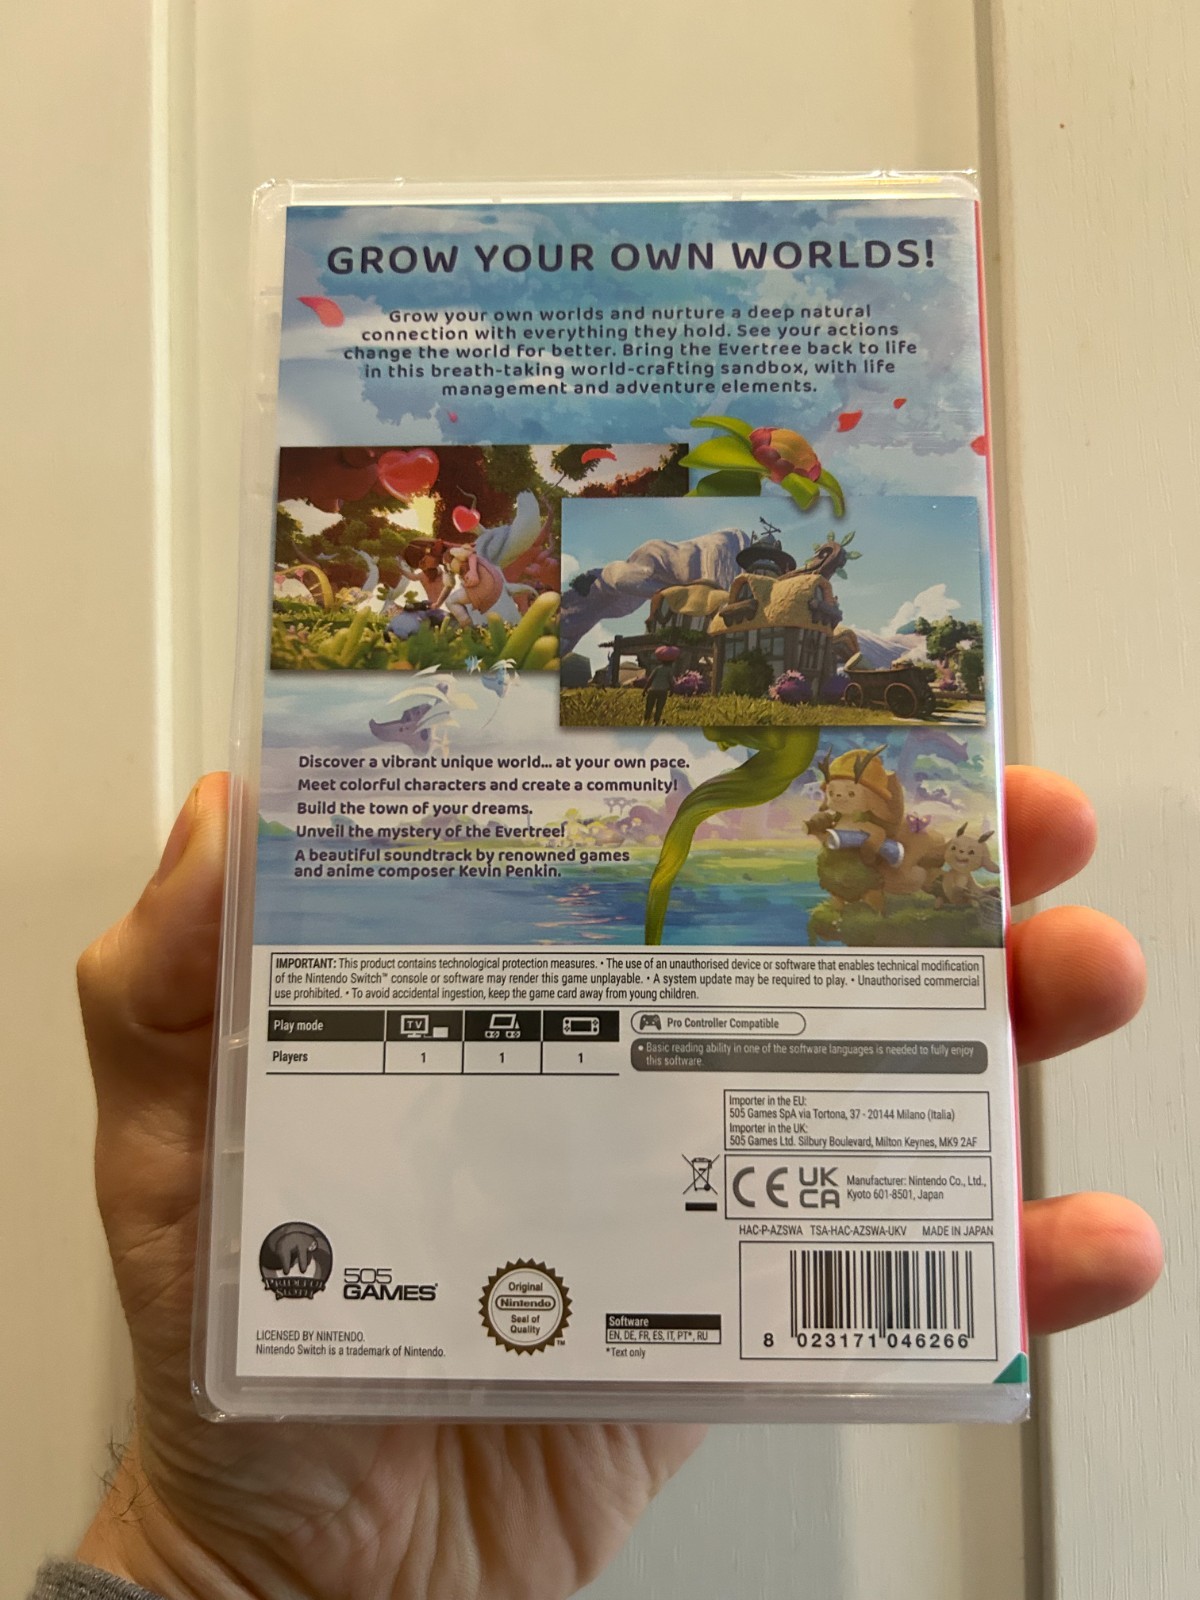 GROW YOUR OWN WORLDS!
Grow your own worlds and nurture a deep natural
connection with everything they hold. See your actions
change the world for better. Bring the Evertree back to life
in this breath-taking world-crafting sandbox, with life
management and adventure elements.
Discover a vibrant unique world... at your own pace.
Meet colorful characters and create a community!
Build the town of your dreams.
Unveil the mystery of the Evertree!
A beautiful soundtrack by renowned games
and anime composer Kevin Penkin.
IMPORTANT: This product contains technological protection measures. • The use of an unauthorised device or software that enables technical modification
of the Nintendo Switch™ console or software may render this game unplayable. • A system update may be required to play. • Unauthorised commercial
use prohibited. • To avoid accidental ingestion, keep the game card away from young children.
Play mode
TV
Players
1
1
1
Pro Controller Compatible
• Basic reading ability in one of the software languages is needed to fully enjoy
this software.
Importer in the EU:
505 Games SpA via Tortona, 37 - 20144 Milano (Italia)
Importer in the UK:
505 Games Ltd. Silbury Boulevard, Milton Keynes, MK9 2AF
CE
UK
CA
Manufacturer: Nintendo Co., Ltd.,
Kyoto 601-8501, Japan
HAC-P-AZSWA TSA-HAC-AZSWA-UKV MADE IN JAPAN
PRIDEFUL
SLOTH
505
GAMES
Original
Nintendo
Seal of
Quality
TM
LICENSED BY NINTENDO.
Nintendo Switch is a trademark of Nintendo.
Software
EN, DE, FR, ES, IT, PT*, RU
*Text only
8 023171 046266